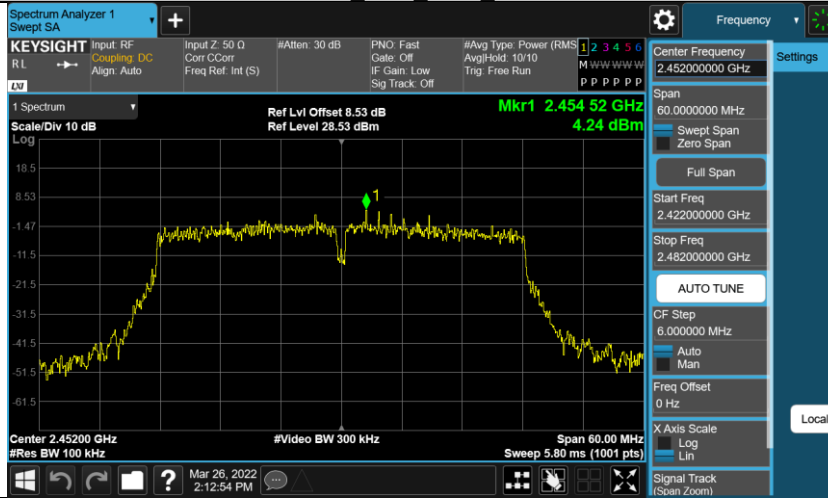 Spectrum Analyzer 1
Swept SA
Frequency
KEYSIGHT
RL
LXI
Input: RF
Coupling: DC
Align: Auto
Input Z: 50 Ω
Corr CCorr
Freq Ref: Int (S)
#Atten: 30 dB
PNO: Fast
Gate: Off
IF Gain: Low
Sig Track: Off
#Avg Type: Power (RMS
Avg|Hold: 10/10
Trig: Free Run
1 2 3 4 5 6
M W W W W W
P P P P P P
Center Frequency
2.452000000 GHz
Settings
Span
60.0000000 MHz
Swept Span
Zero Span
Full Span
Start Freq
2.422000000 GHz
Stop Freq
2.482000000 GHz
AUTO TUNE
CF Step
6.000000 MHz
Auto
Man
Freq Offset
0 Hz
X Axis Scale
Log
Lin
Signal Track
(Span Zoom)
Local
1 Spectrum
Scale/Div 10 dB
Log
Ref Lvl Offset 8.53 dB
Ref Level 28.53 dBm
Mkr1 2.454 52 GHz
4.24 dBm
18.5
8.53
-1.47
-11.5
-21.5
-31.5
-41.5
-51.5
-61.5
1
Center 2.45200 GHz
#Res BW 100 kHz
#Video BW 300 kHz
Span 60.00 MHz
Sweep 5.80 ms (1001 pts)
Mar 26, 2022
2:12:54 PM